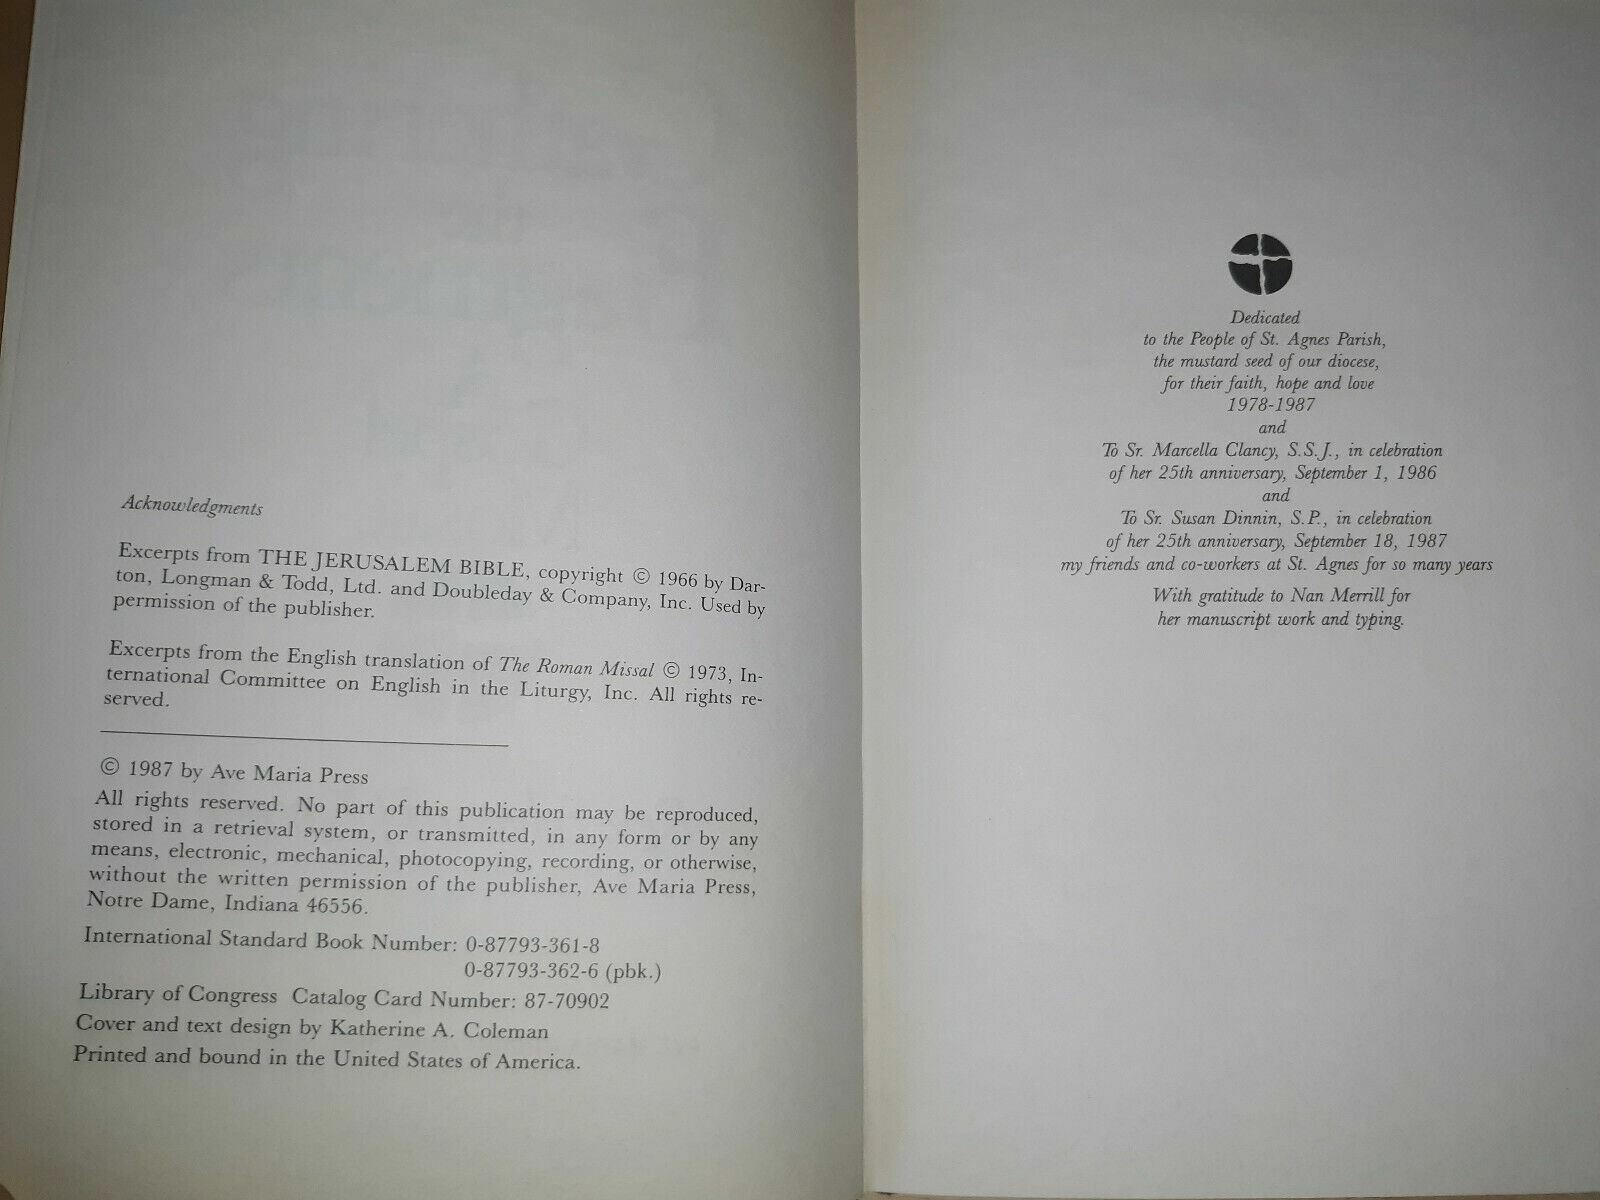 Acknowledgments
Excerpts from THE JERUSALEM BIBLE, copyright © 1966 by Dar-
ton, Longman & Todd, Ltd. and Doubleday & Company, Inc. Used by
permission of the publisher.
Excerpts from the English translation of The Roman Missal © 1973, In-
ternational Committee on English in the Liturgy, Inc. All rights re-
served.
© 1987 by Ave Maria Press
All rights reserved. No part of this publication may be reproduced,
stored in a retrieval system, or transmitted, in any form or by any
means, electronic, mechanical, photocopying, recording, or otherwise,
without the written permission of the publisher, Ave Maria Press,
Notre Dame, Indiana 46556.
International Standard Book Number: 0-87793-361-8
0-87793-362-6 (pbk.)
Library of Congress Catalog Card Number: 87-70902
Cover and text design by Katherine A. Coleman
Printed and bound in the United States of America.
Dedicated
to the People of St. Agnes Parish,
the mustard seed of our diocese,
for their faith, hope and love
1978-1987
and
To Sr. Marcella Clancy, S.S.J., in celebration
of her 25th anniversary, September 1, 1986
and
To Sr. Susan Dinnin, S.P., in celebration
of her 25th anniversary, September 18, 1987
my friends and co-workers at St. Agnes for so many years
With gratitude to Nan Merrill for
her manuscript work and typing.